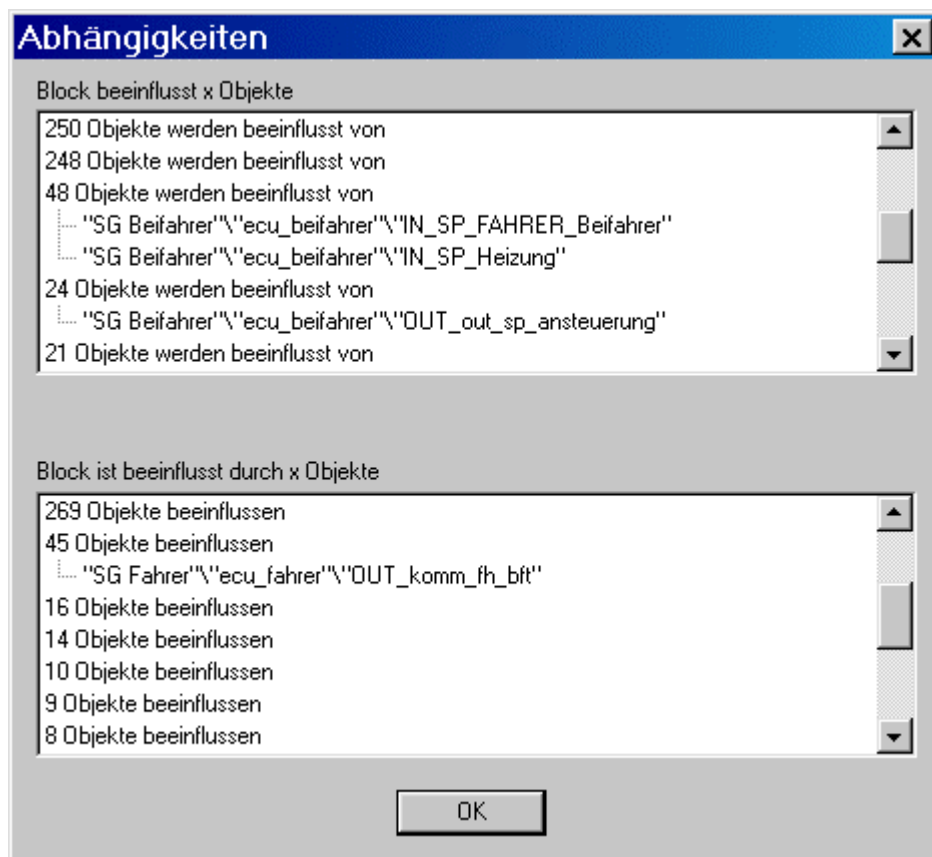 Abhängigkeiten
Block beeinflusst x Objekte
250 Objekte werden beeinflusst von
248 Objekte werden beeinflusst von
48 Objekte werden beeinflusst von
"SG Beifahrer"\"ecu_beifahrer"\"IN_SP_FAHRER_Beifahrer"
"SG Beifahrer"\"ecu_beifahrer"\"IN_SP_Heizung"
24 Objekte werden beeinflusst von
"SG Beifahrer"\"ecu_beifahrer"\"OUT_out_sp_ansteuerung"
21 Objekte werden beeinflusst von
Block ist beeinflusst durch x Objekte
269 Objekte beeinflussen
45 Objekte beeinflussen
"SG Fahrer"\"ecu_fahrer"\"OUT_komm_fh_bft"
16 Objekte beeinflussen
14 Objekte beeinflussen
10 Objekte beeinflussen
9 Objekte beeinflussen
8 Objekte beeinflussen
OK